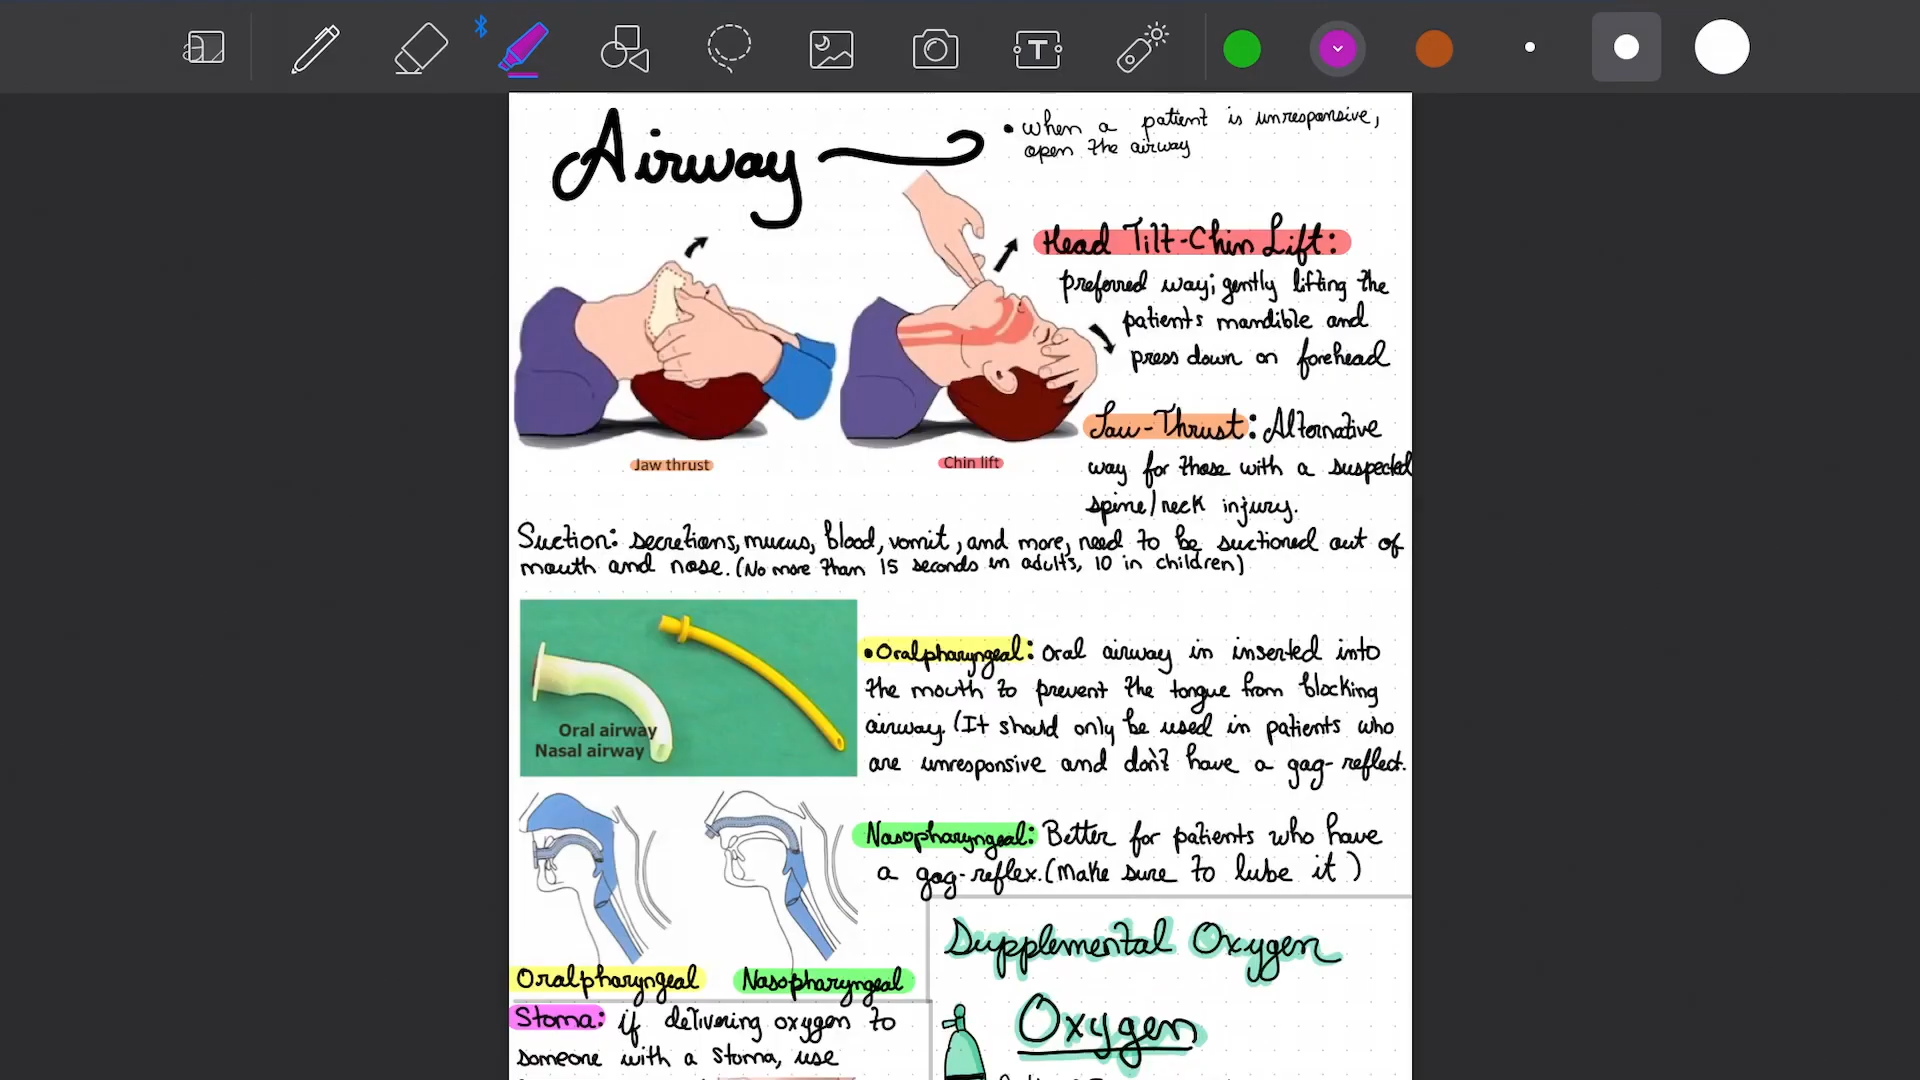 Airway
• when a patient is unresponsive,
open the airway
Head Tilt-Chin Lift:
preferred way; gently lifting the
patients mandible and
press down on forehead
Jaw thrust
Chin lift
Jaw-Thrust: Alternative
way for those with a suspected
spine/neck injury.
Suction: secretions, mucus, blood, vomit, and more, need to be suctioned out of
mouth and nose. (No more than 15 seconds in adults, 10 in children)
Oral airway
Nasal airway
• Oralpharyngeal: Oral airway in inserted into
the mouth to prevent the tongue from blocking
airway. (It should only be used in patients who
are unresponsive and don't have a gag-reflect.
Nasopharyngeal: Better for patients who have
a gag-reflex. (Make sure to lube it)
Oralpharyngeal
Nasopharyngeal
Stoma: if delivering oxygen to
someone with a stoma, use
Supplemental Oxygen
Oxygen